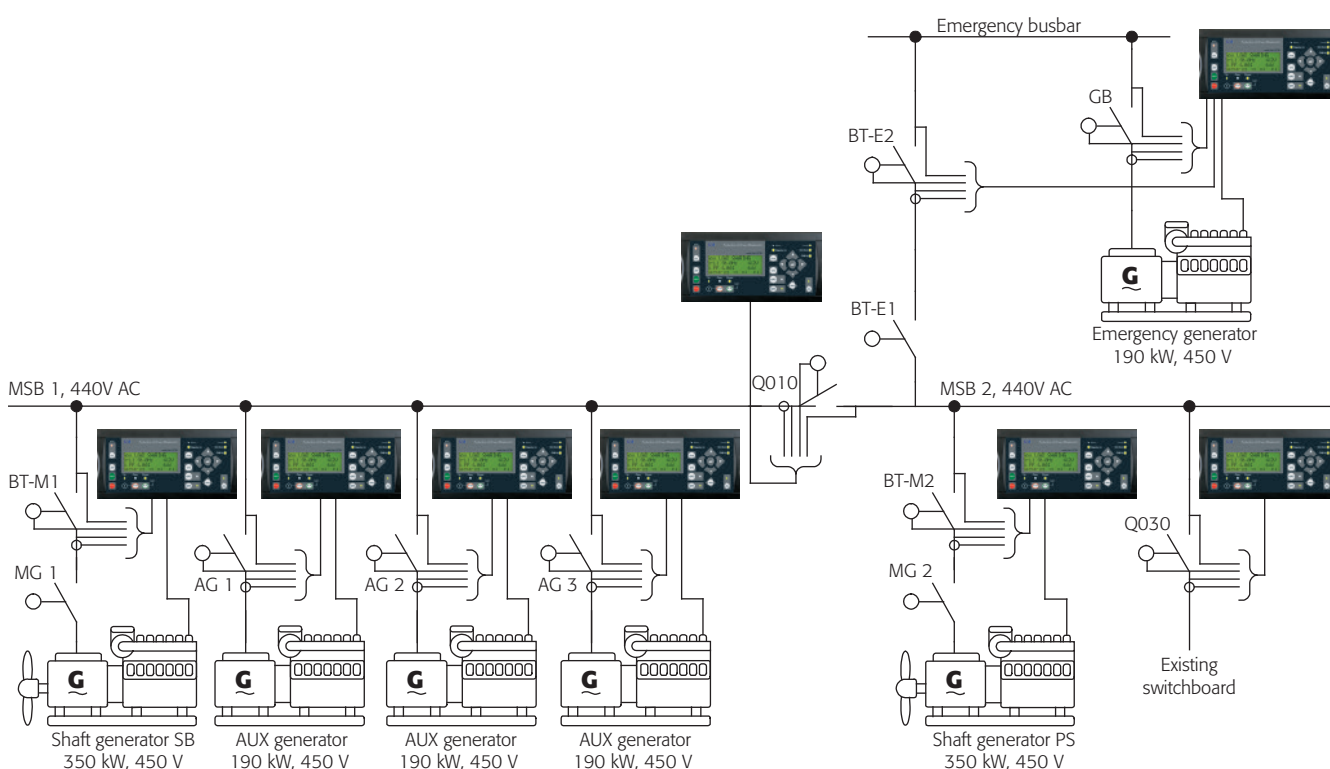 Emergency busbar
GB
BT-E2
BT-E1
G
Emergency generator
190 kW, 450 V
MSB 1, 440V AC
Q010
MSB 2, 440V AC
BT-M1
BT-M2
Q030
MG 1
AG 1
AG 2
AG 3
MG 2
G
G
G
G
G
Existing
switchboard
Shaft generator SB
350 kW, 450 V
AUX generator
190 kW, 450 V
AUX generator
190 kW, 450 V
AUX generator
190 kW, 450 V
Shaft generator PS
350 kW, 450 V